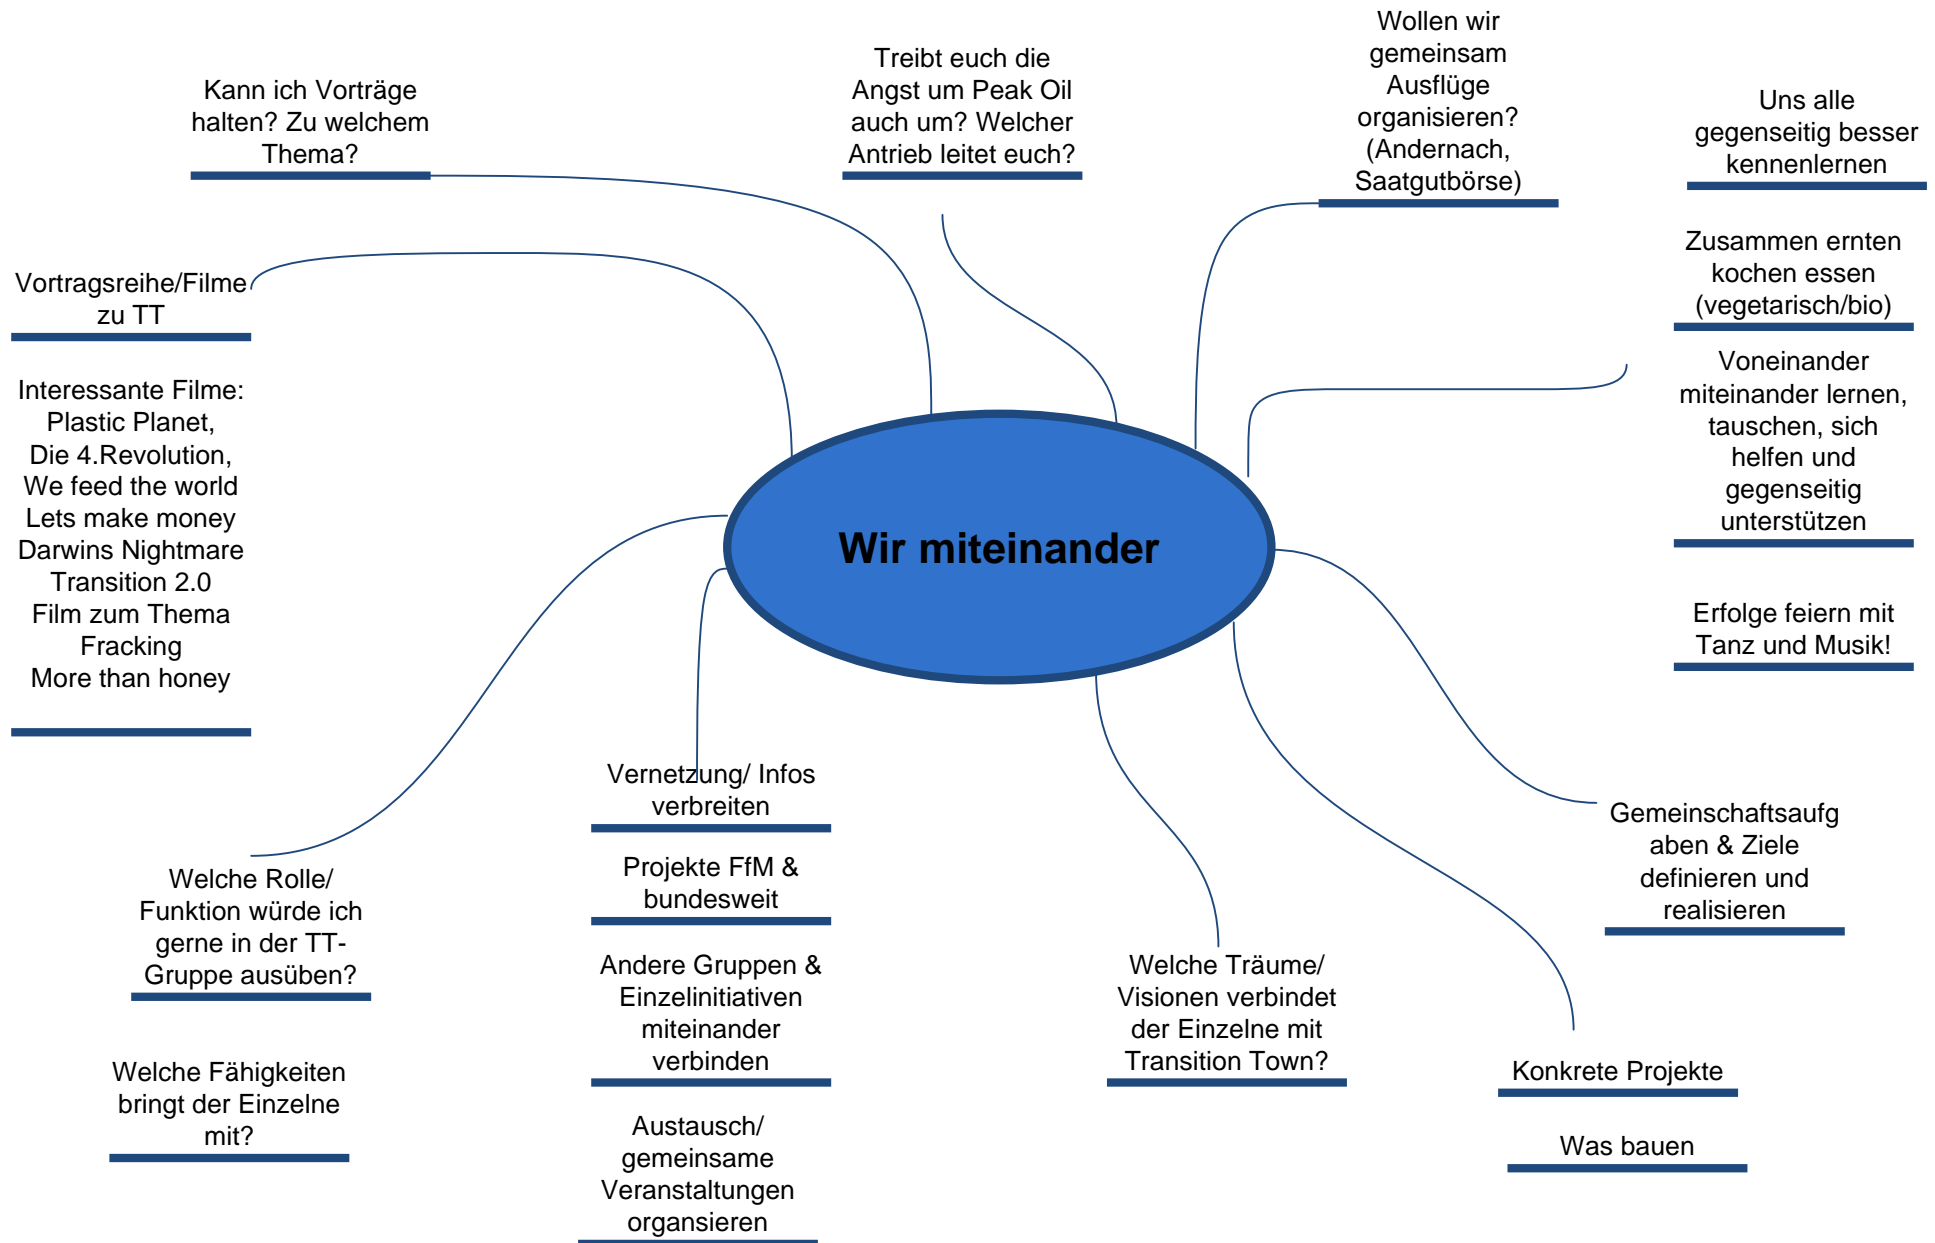 Kann ich Vorträge
halten? Zu welchem
Thema?
Treibt euch die
Angst um Peak Oil
auch um? Welcher
Antrieb leitet euch?
Wollen wir
gemeinsam
Ausflüge
organisieren?
(Andernach,
Saatgutbörse)
Uns alle
gegenseitig besser
kennenlernen
Zusammen ernten
kochen essen
(vegetarisch/bio)
Voneinander
miteinander lernen,
tauschen, sich
helfen und
gegenseitig
unterstützen
Erfolge feiern mit
Tanz und Musik!
Vortragsreihe/Filme
zu TT
Interessante Filme:
Plastic Planet,
Die 4.Revolution,
We feed the world
Lets make money
Darwins Nightmare
Transition 2.0
Film zum Thema
Fracking
More than honey
Wir miteinander
Welche Rolle/
Funktion würde ich
gerne in der TT-
Gruppe ausüben?
Welche Fähigkeiten
bringt der Einzelne
mit?
Vernetzung/ Infos
verbreiten
Projekte FfM &
bundesweit
Andere Gruppen &
Einzelinitiativen
miteinander
verbinden
Austausch/
gemeinsame
Veranstaltungen
organsieren
Welche Träume/
Visionen verbindet
der Einzelne mit
Transition Town?
Gemeinschaftsaufg
aben & Ziele
definieren und
realisieren
Konkrete Projekte
Was bauen